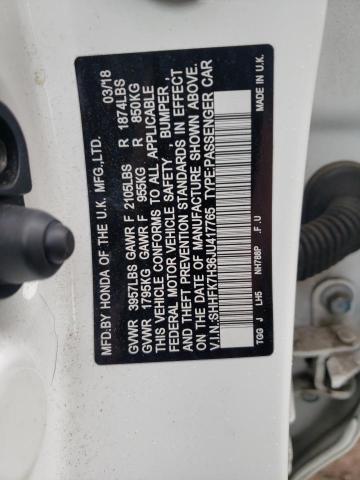 MFD.BY HONDA OF THE U.K. MFG.,LTD. 03/18
GVWR 3957LBS GAWR F 2105LBS R 1874LBS
GVWR 1795KG GAWR F 955KG R 850KG
THIS VEHICLE CONFORMS TO ALL APPLICABLE
FEDERAL MOTOR VEHICLE SAFETY, BUMPER,
AND THEFT PREVENTION STANDARDS IN EFFECT
ON THE DATE OF MANUFACTURE SHOWN ABOVE.
V.I.N.:SHHFK7H36JU417765 TYPE:PASSENGER CAR
TGG J LH5 NH788P .F .U MADE IN U.K.